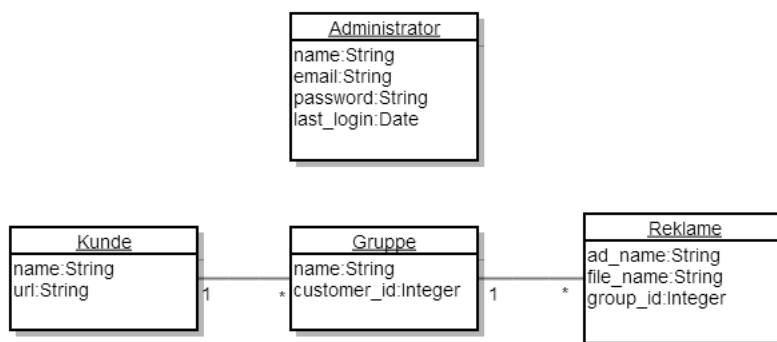 Administrator
name:String
email:String
password:String
last_login:Date
Kunde
name:String
url:String
1
*
Gruppe
name:String
customer_id:Integer
1
*
Reklame
ad_name:String
file_name:String
group_id:Integer